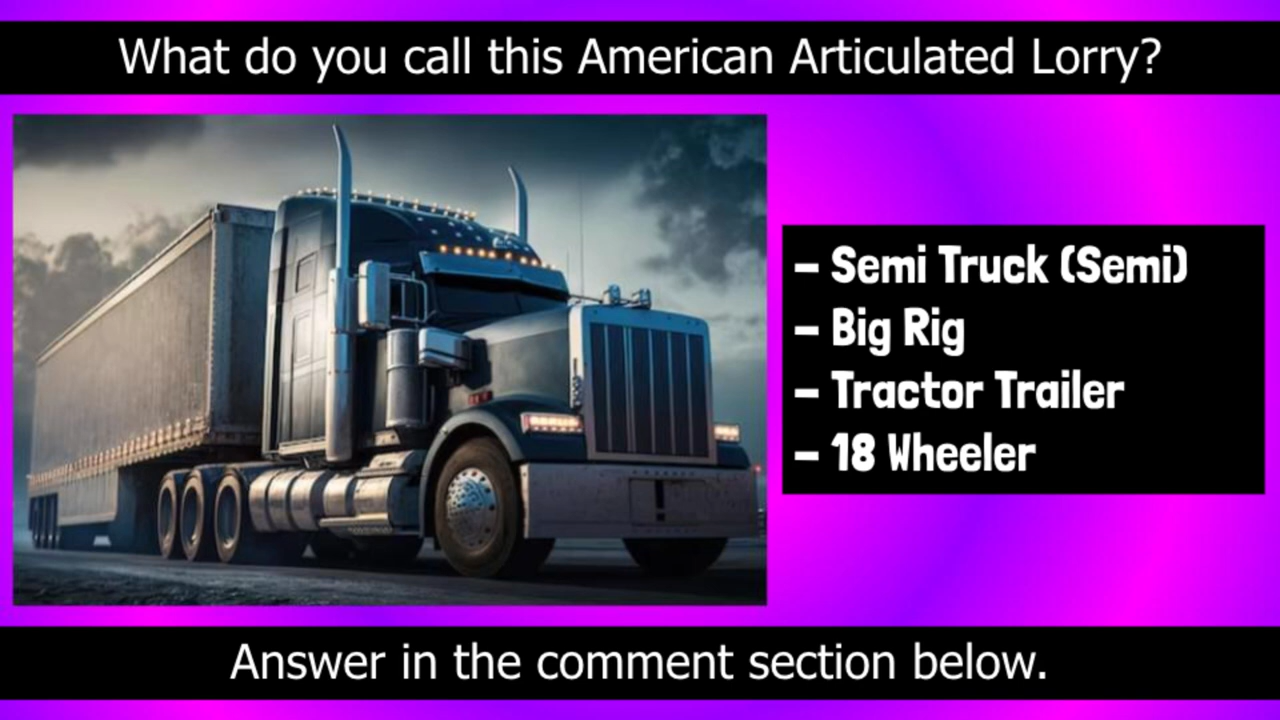 What do you call this American Articulated Lorry?
– Semi Truck (Semi)
– Big Rig
– Tractor Trailer
– 18 Wheeler
Answer in the comment section below.